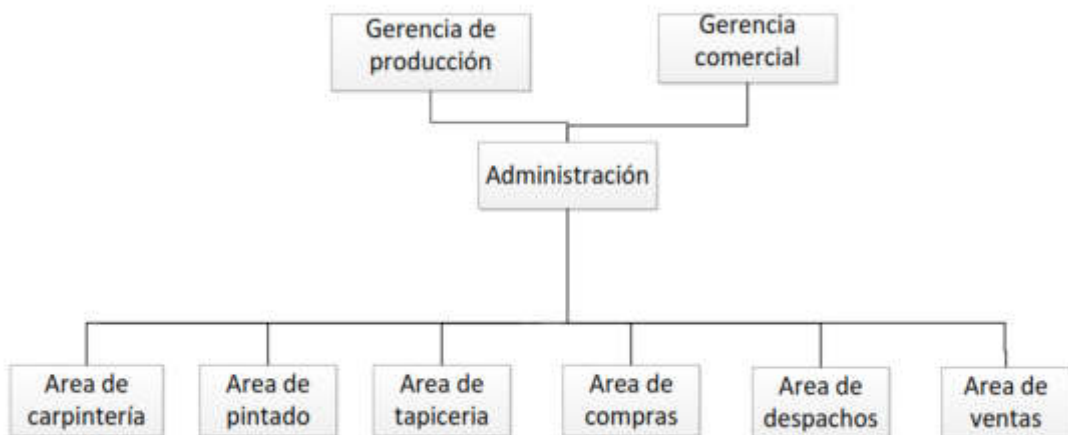 Gerencia de
producción
Gerencia
comercial
Administración
Area de
carpintería
Area de
pintado
Area de
tapiceria
Area de
compras
Area de
despachos
Area de
ventas